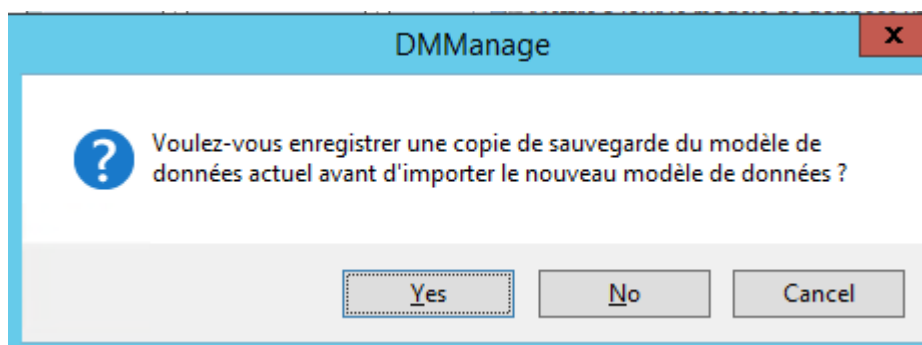 DMManage
x
Voulez-vous enregistrer une copie de sauvegarde du modèle de
données actuel avant d'importer le nouveau modèle de données ?
Yes
No
Cancel